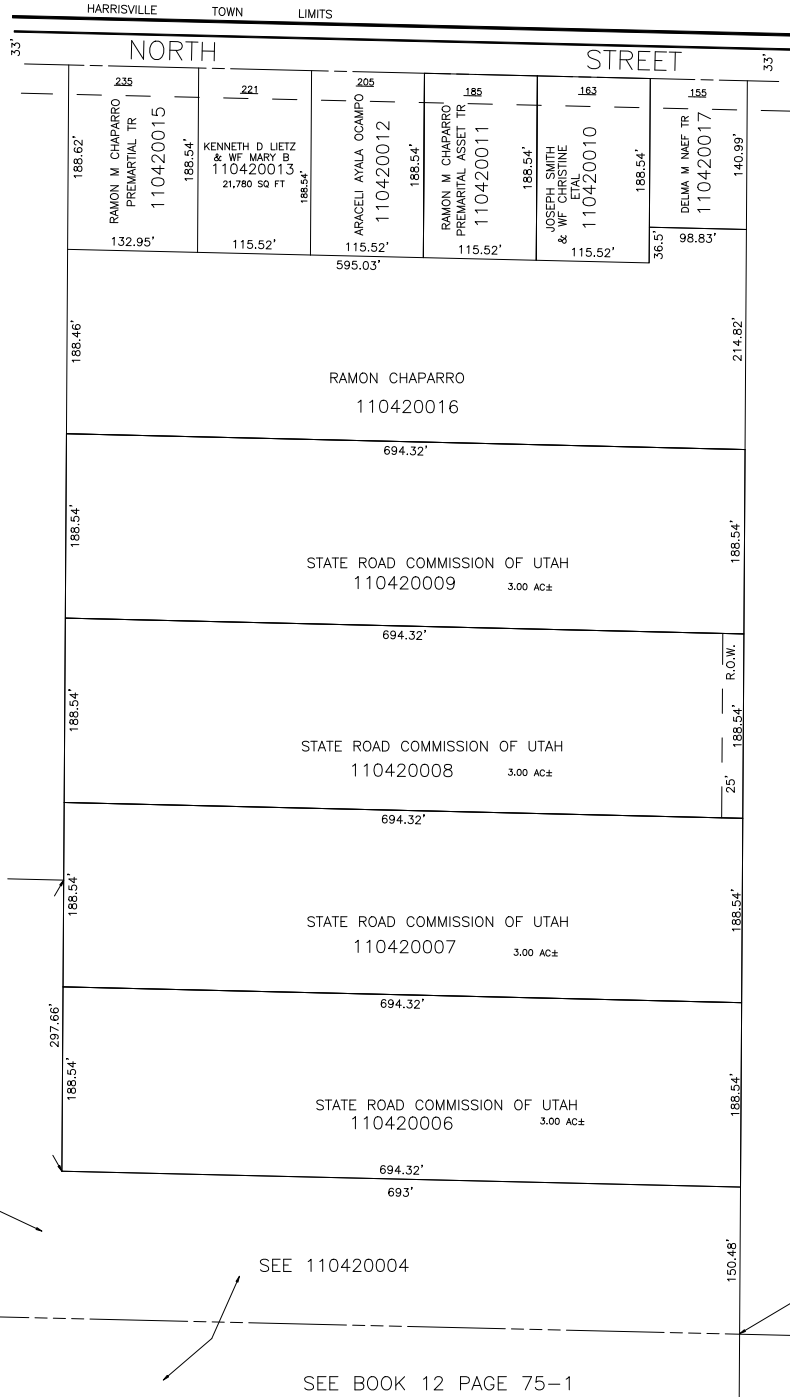 HARRISVILLE TOWN LIMITS
33'
NORTH STREET
33'
235
221
205
185
163
155
188.62'
RAMON M CHAPARRO
PREMARTIAL TR
110420015
188.54'
132.95'
KENNETH D LIETZ
& WF MARY B
110420013
21,780 SQ FT
188.54'
115.52'
ARACELI AYALA OCAMPO
110420012
188.54'
115.52'
RAMON M CHAPARRO
PREMARITAL ASSET TR
110420011
188.54'
115.52'
JOSEPH SMITH
& WF CHRISTINE
ETAL
110420010
188.54'
115.52'
DELMA M NAEF TR
110420017
140.99'
36.5'
98.83'
595.03'
188.46'
214.82'
RAMON CHAPARRO
110420016
694.32'
188.54'
188.54'
STATE ROAD COMMISSION OF UTAH
110420009 3.00 AC±
694.32'
R.O.W.
188.54'
188.54'
25'
STATE ROAD COMMISSION OF UTAH
110420008 3.00 AC±
694.32'
188.54'
188.54'
STATE ROAD COMMISSION OF UTAH
110420007 3.00 AC±
694.32'
297.66'
188.54'
188.54'
STATE ROAD COMMISSION OF UTAH
110420006 3.00 AC±
694.32'
693'
150.48'
SEE 110420004
SEE BOOK 12 PAGE 75-1